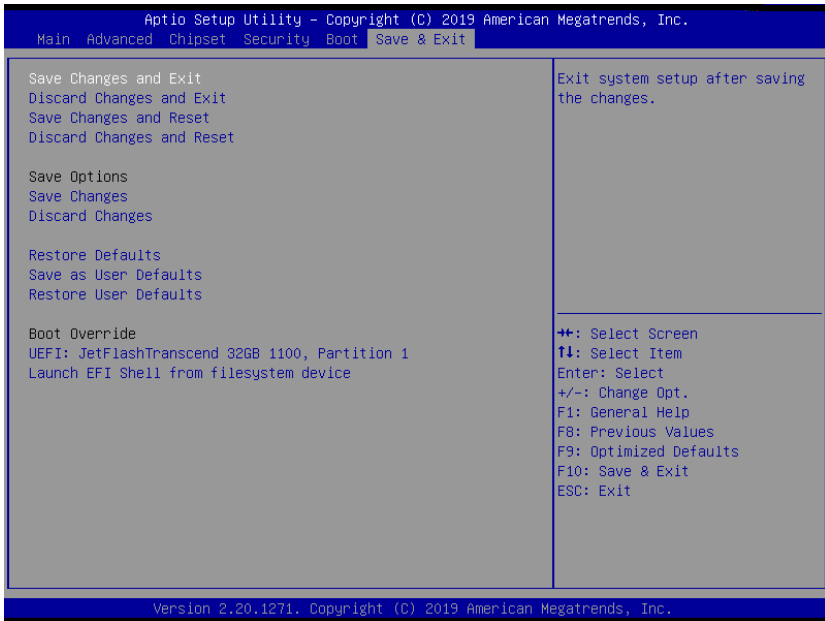 Aptio Setup Utility – Copyright (C) 2019 American Megatrends, Inc.
Main Advanced Chipset Security Boot Save & Exit
Save Changes and Exit
Discard Changes and Exit
Save Changes and Reset
Discard Changes and Reset
Save Options
Save Changes
Discard Changes
Restore Defaults
Save as User Defaults
Restore User Defaults
Boot Override
UEFI: JetFlashTranscend 32GB 1100, Partition 1
Launch EFI Shell from filesystem device
Exit system setup after saving
the changes.
→←: Select Screen
↑↓: Select Item
Enter: Select
+/-: Change Opt.
F1: General Help
F8: Previous Values
F9: Optimized Defaults
F10: Save & Exit
ESC: Exit
Version 2.20.1271. Copyright (C) 2019 American Megatrends, Inc.